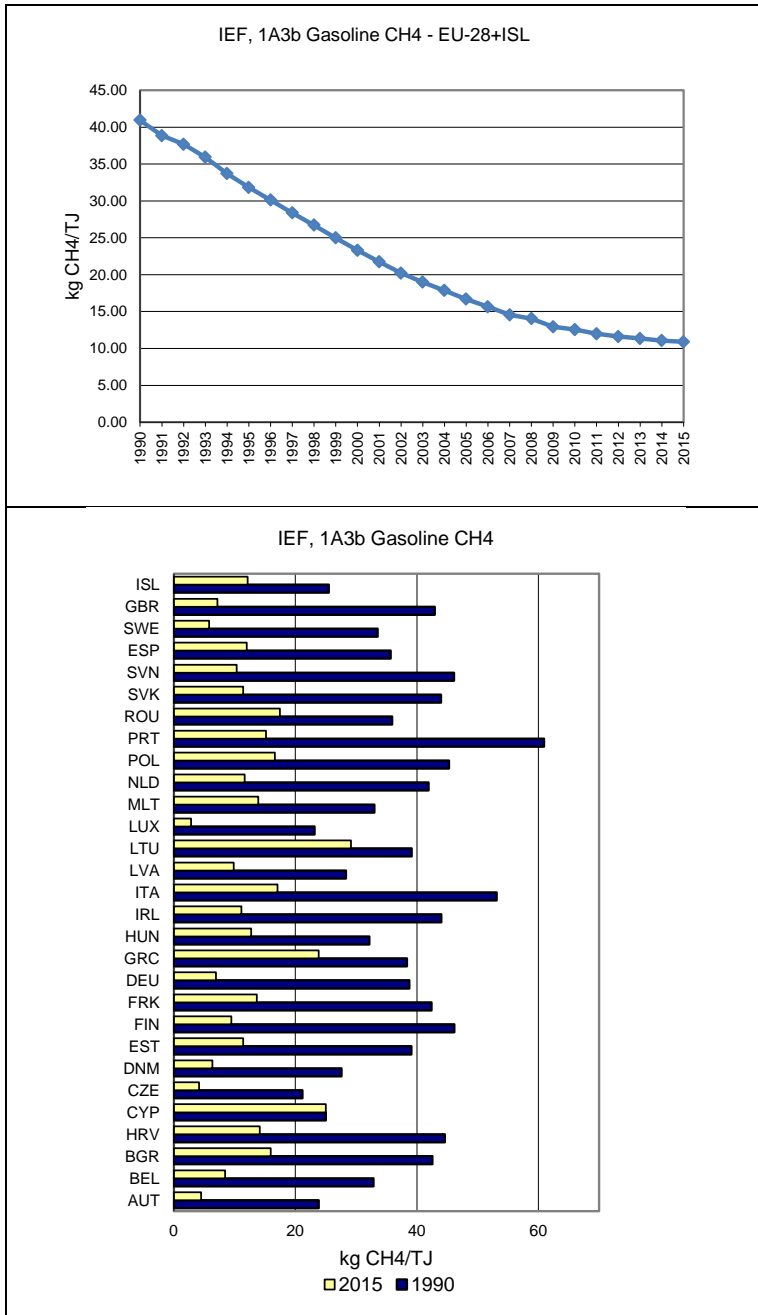 IEF, 1A3b Gasoline CH4 - EU-28+ISL
45.00
40.00
35.00
30.00
25.00
20.00
15.00
10.00
5.00
0.00
kg CH4/TJ
1990
1991
1992
1993
1994
1995
1996
1997
1998
1999
2000
2001
2002
2003
2004
2005
2006
2007
2008
2009
2010
2011
2012
2013
2014
2015
IEF, 1A3b Gasoline CH4
ISL
GBR
SWE
ESP
SVN
SVK
ROU
PRT
POL
NLD
MLT
LUX
LTU
LVA
ITA
IRL
HUN
GRC
DEU
FRK
FIN
EST
DNM
CZE
CYP
HRV
BGR
BEL
AUT
0 20 40 60
kg CH4/TJ
2015 1990